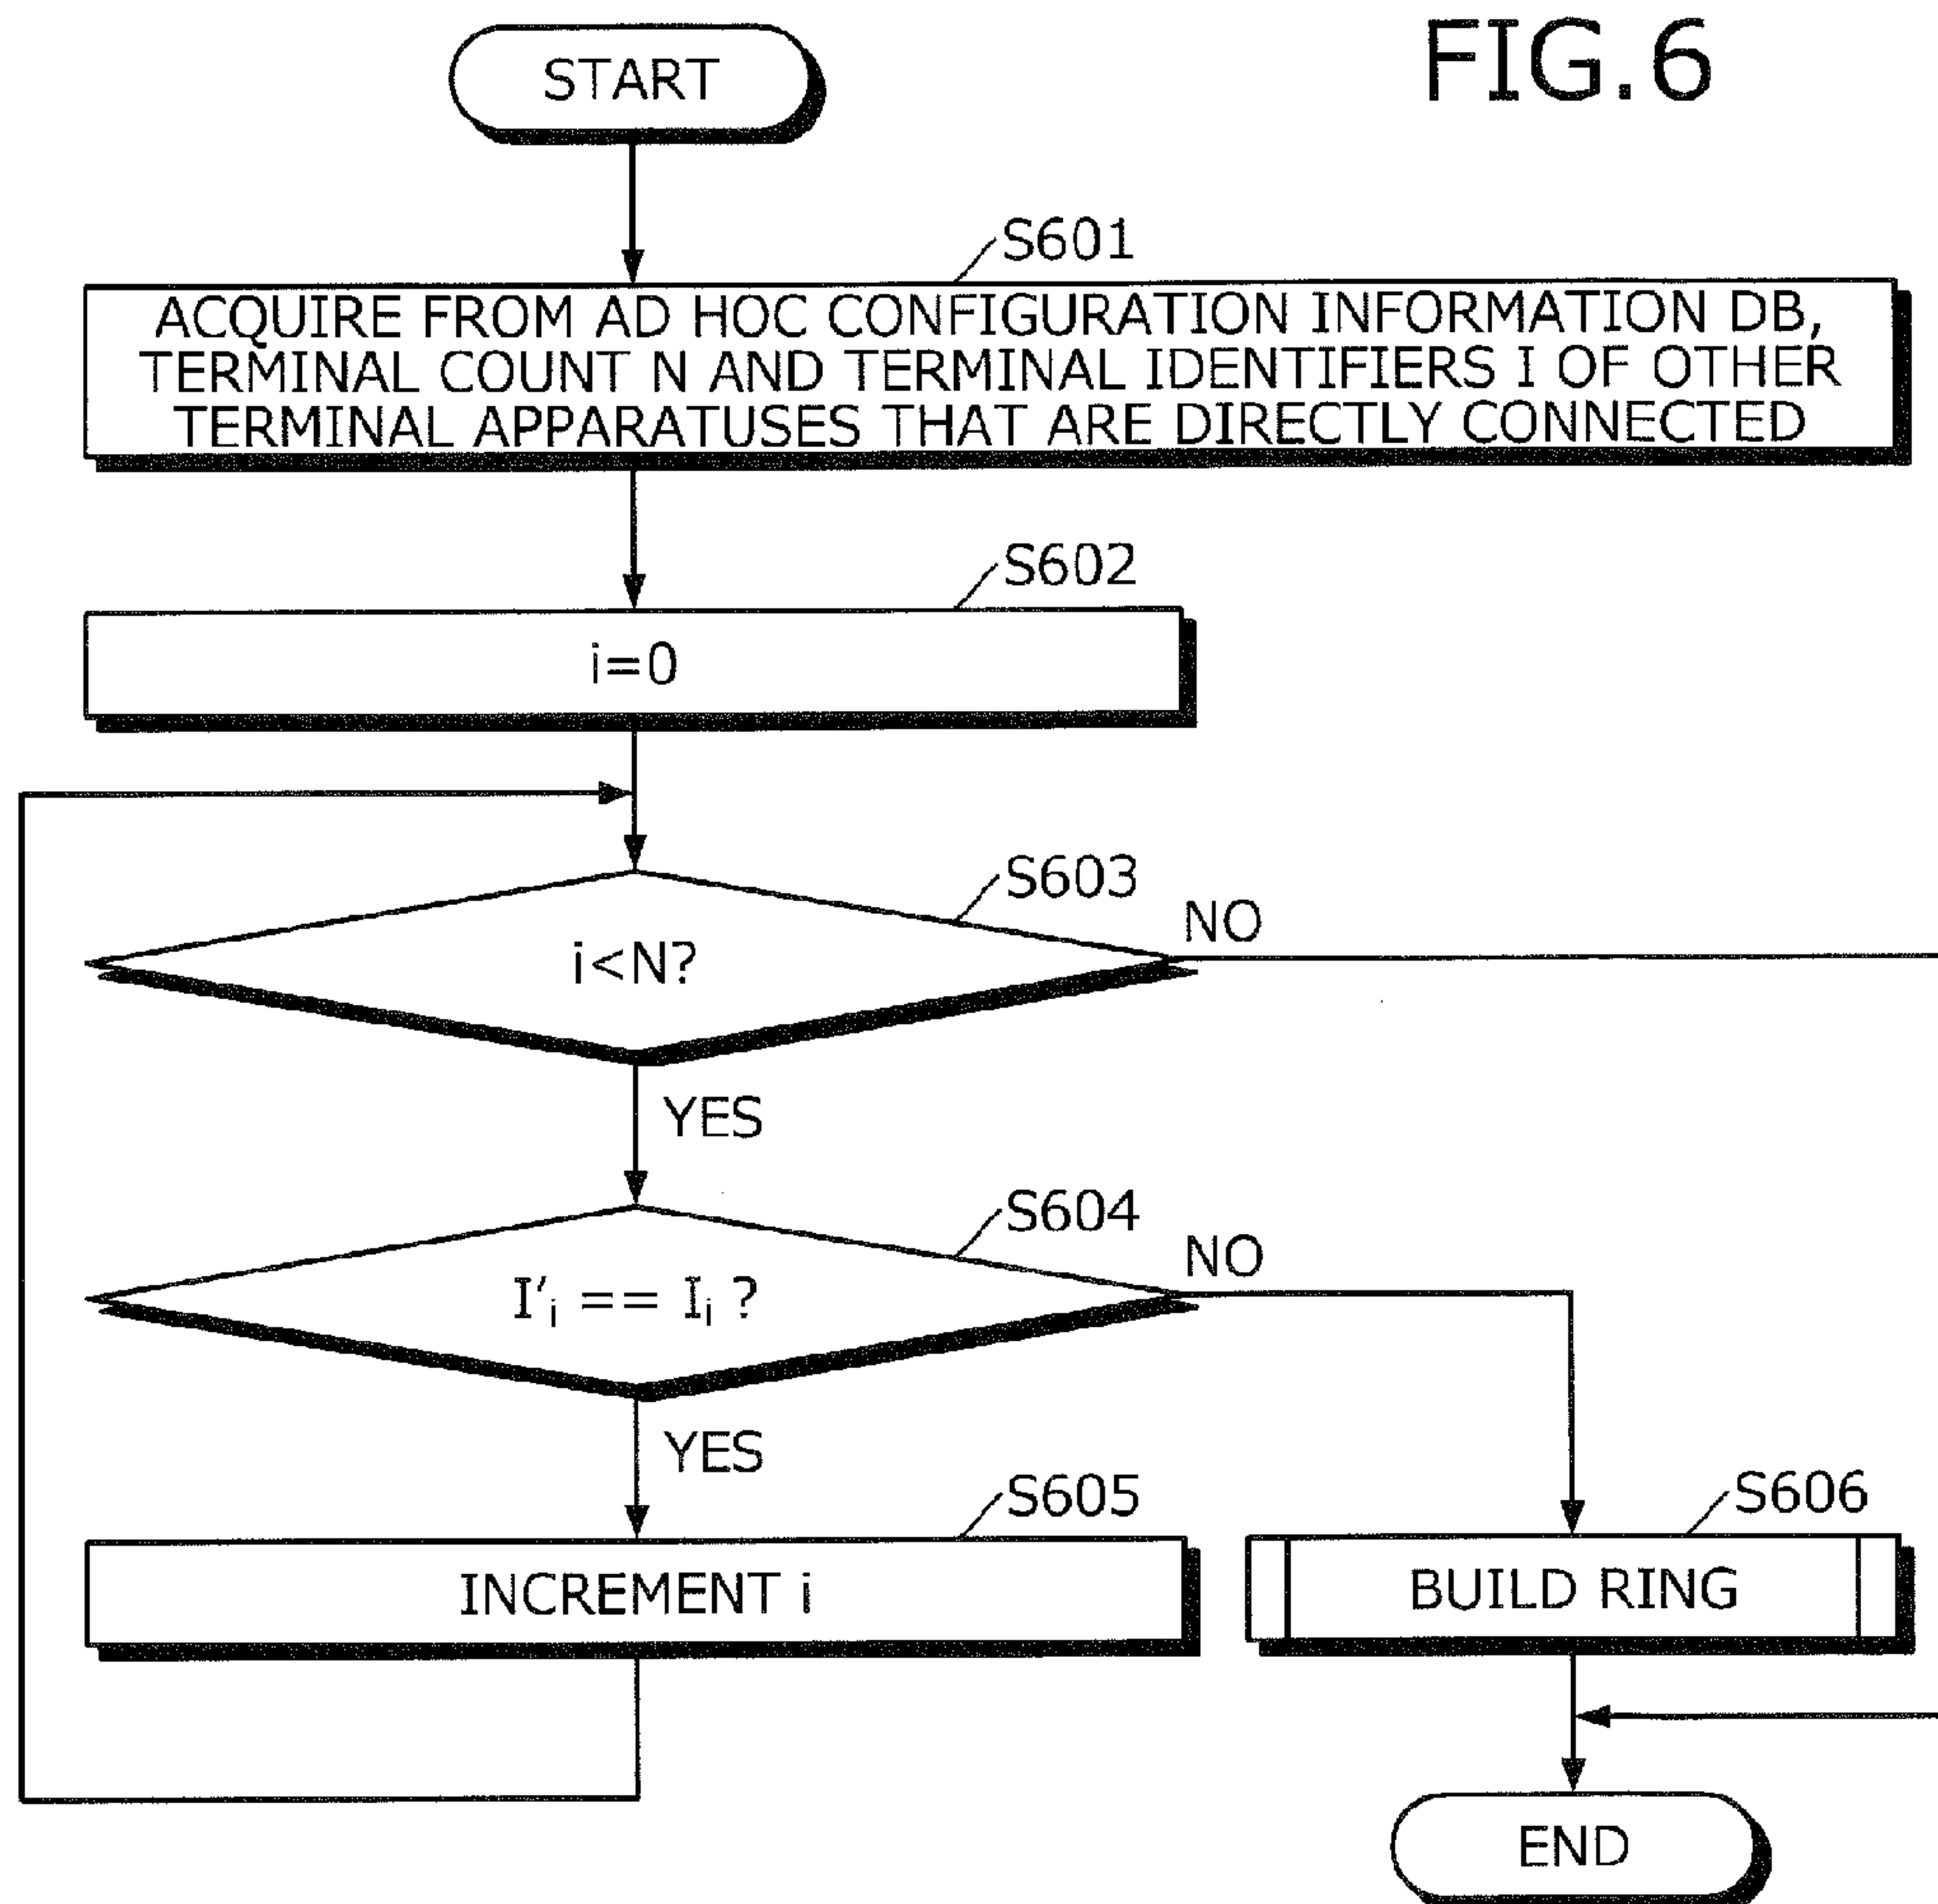 FIG.6
START
S601
ACQUIRE FROM AD HOC CONFIGURATION INFORMATION DB,
TERMINAL COUNT N AND TERMINAL IDENTIFIERS I OF OTHER
TERMINAL APPARATUSES THAT ARE DIRECTLY CONNECTED
S602
i=0
S603
i<N?
NO
YES
S604
I'ᵢ == Iᵢ ?
NO
YES
S605
INCREMENT i
S606
BUILD RING
END